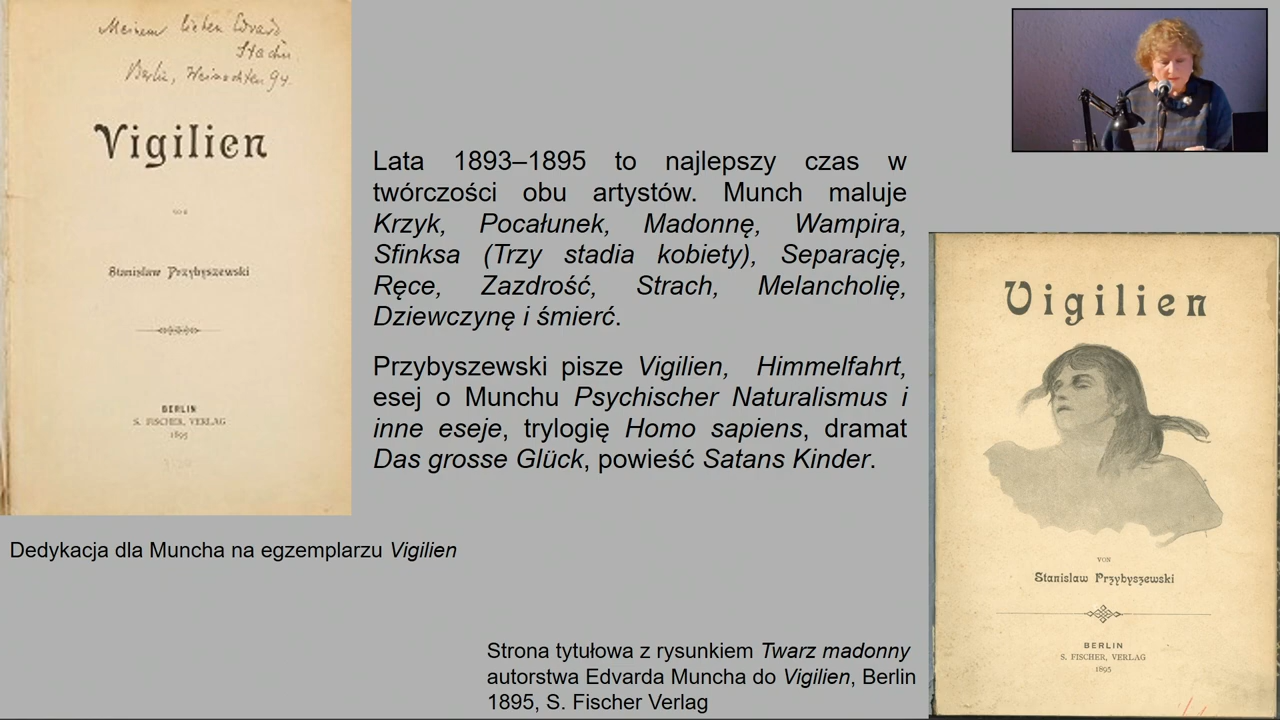 Meinem lieben Edvard
Stachu
Berlin, Weinachten 94.
Vigilien
VON
Stanislaw Przybyszewski
BERLIN
S. FISCHER, VERLAG
1895
Dedykacja dla Muncha na egzemplarzu Vigilien
Lata 1893–1895 to najlepszy czas w
twórczości obu artystów. Munch maluje
Krzyk, Pocałunek, Madonnę, Wampira,
Sfinksa (Trzy stadia kobiety), Separację,
Ręce, Zazdrość, Strach, Melancholię,
Dziewczynę i śmierć.
Przybyszewski pisze Vigilien, Himmelfahrt,
esej o Munchu Psychischer Naturalismus i
inne eseje, trylogię Homo sapiens, dramat
Das grosse Glück, powieść Satans Kinder.
Strona tytułowa z rysunkiem Twarz madonny
autorstwa Edvarda Muncha do Vigilien, Berlin
1895, S. Fischer Verlag
Vigilien
VON
Stanislaw Przybyszewski
BERLIN
S. FISCHER, VERLAG
1895